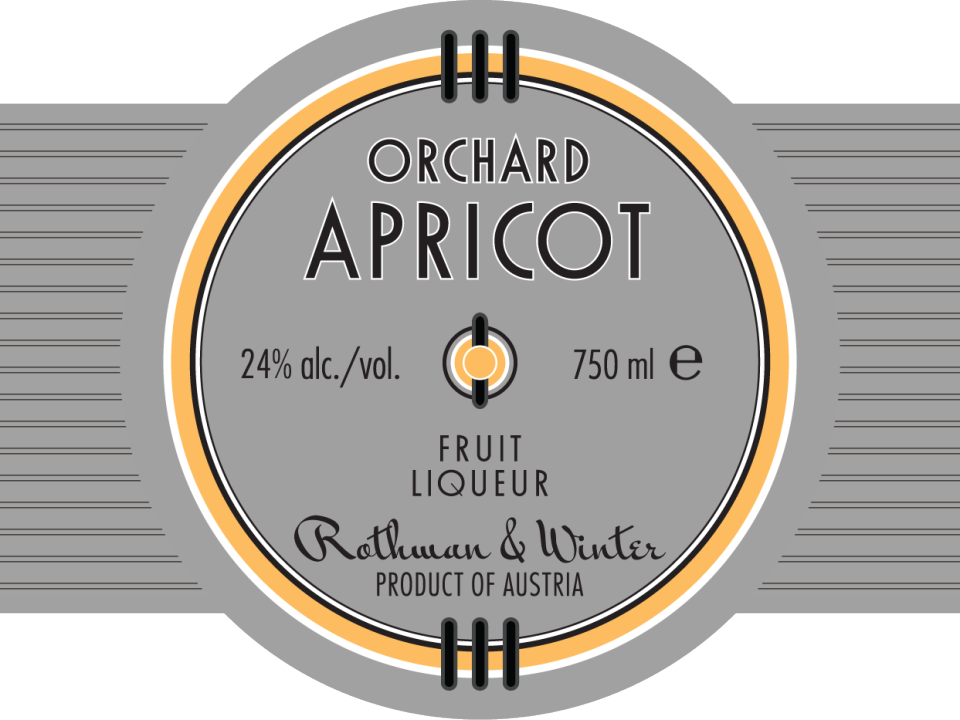 ORCHARD
APRICOT
24% alc./vol. 750 ml ℮
FRUIT
LIQUEUR
Rothman & Winter
PRODUCT OF AUSTRIA